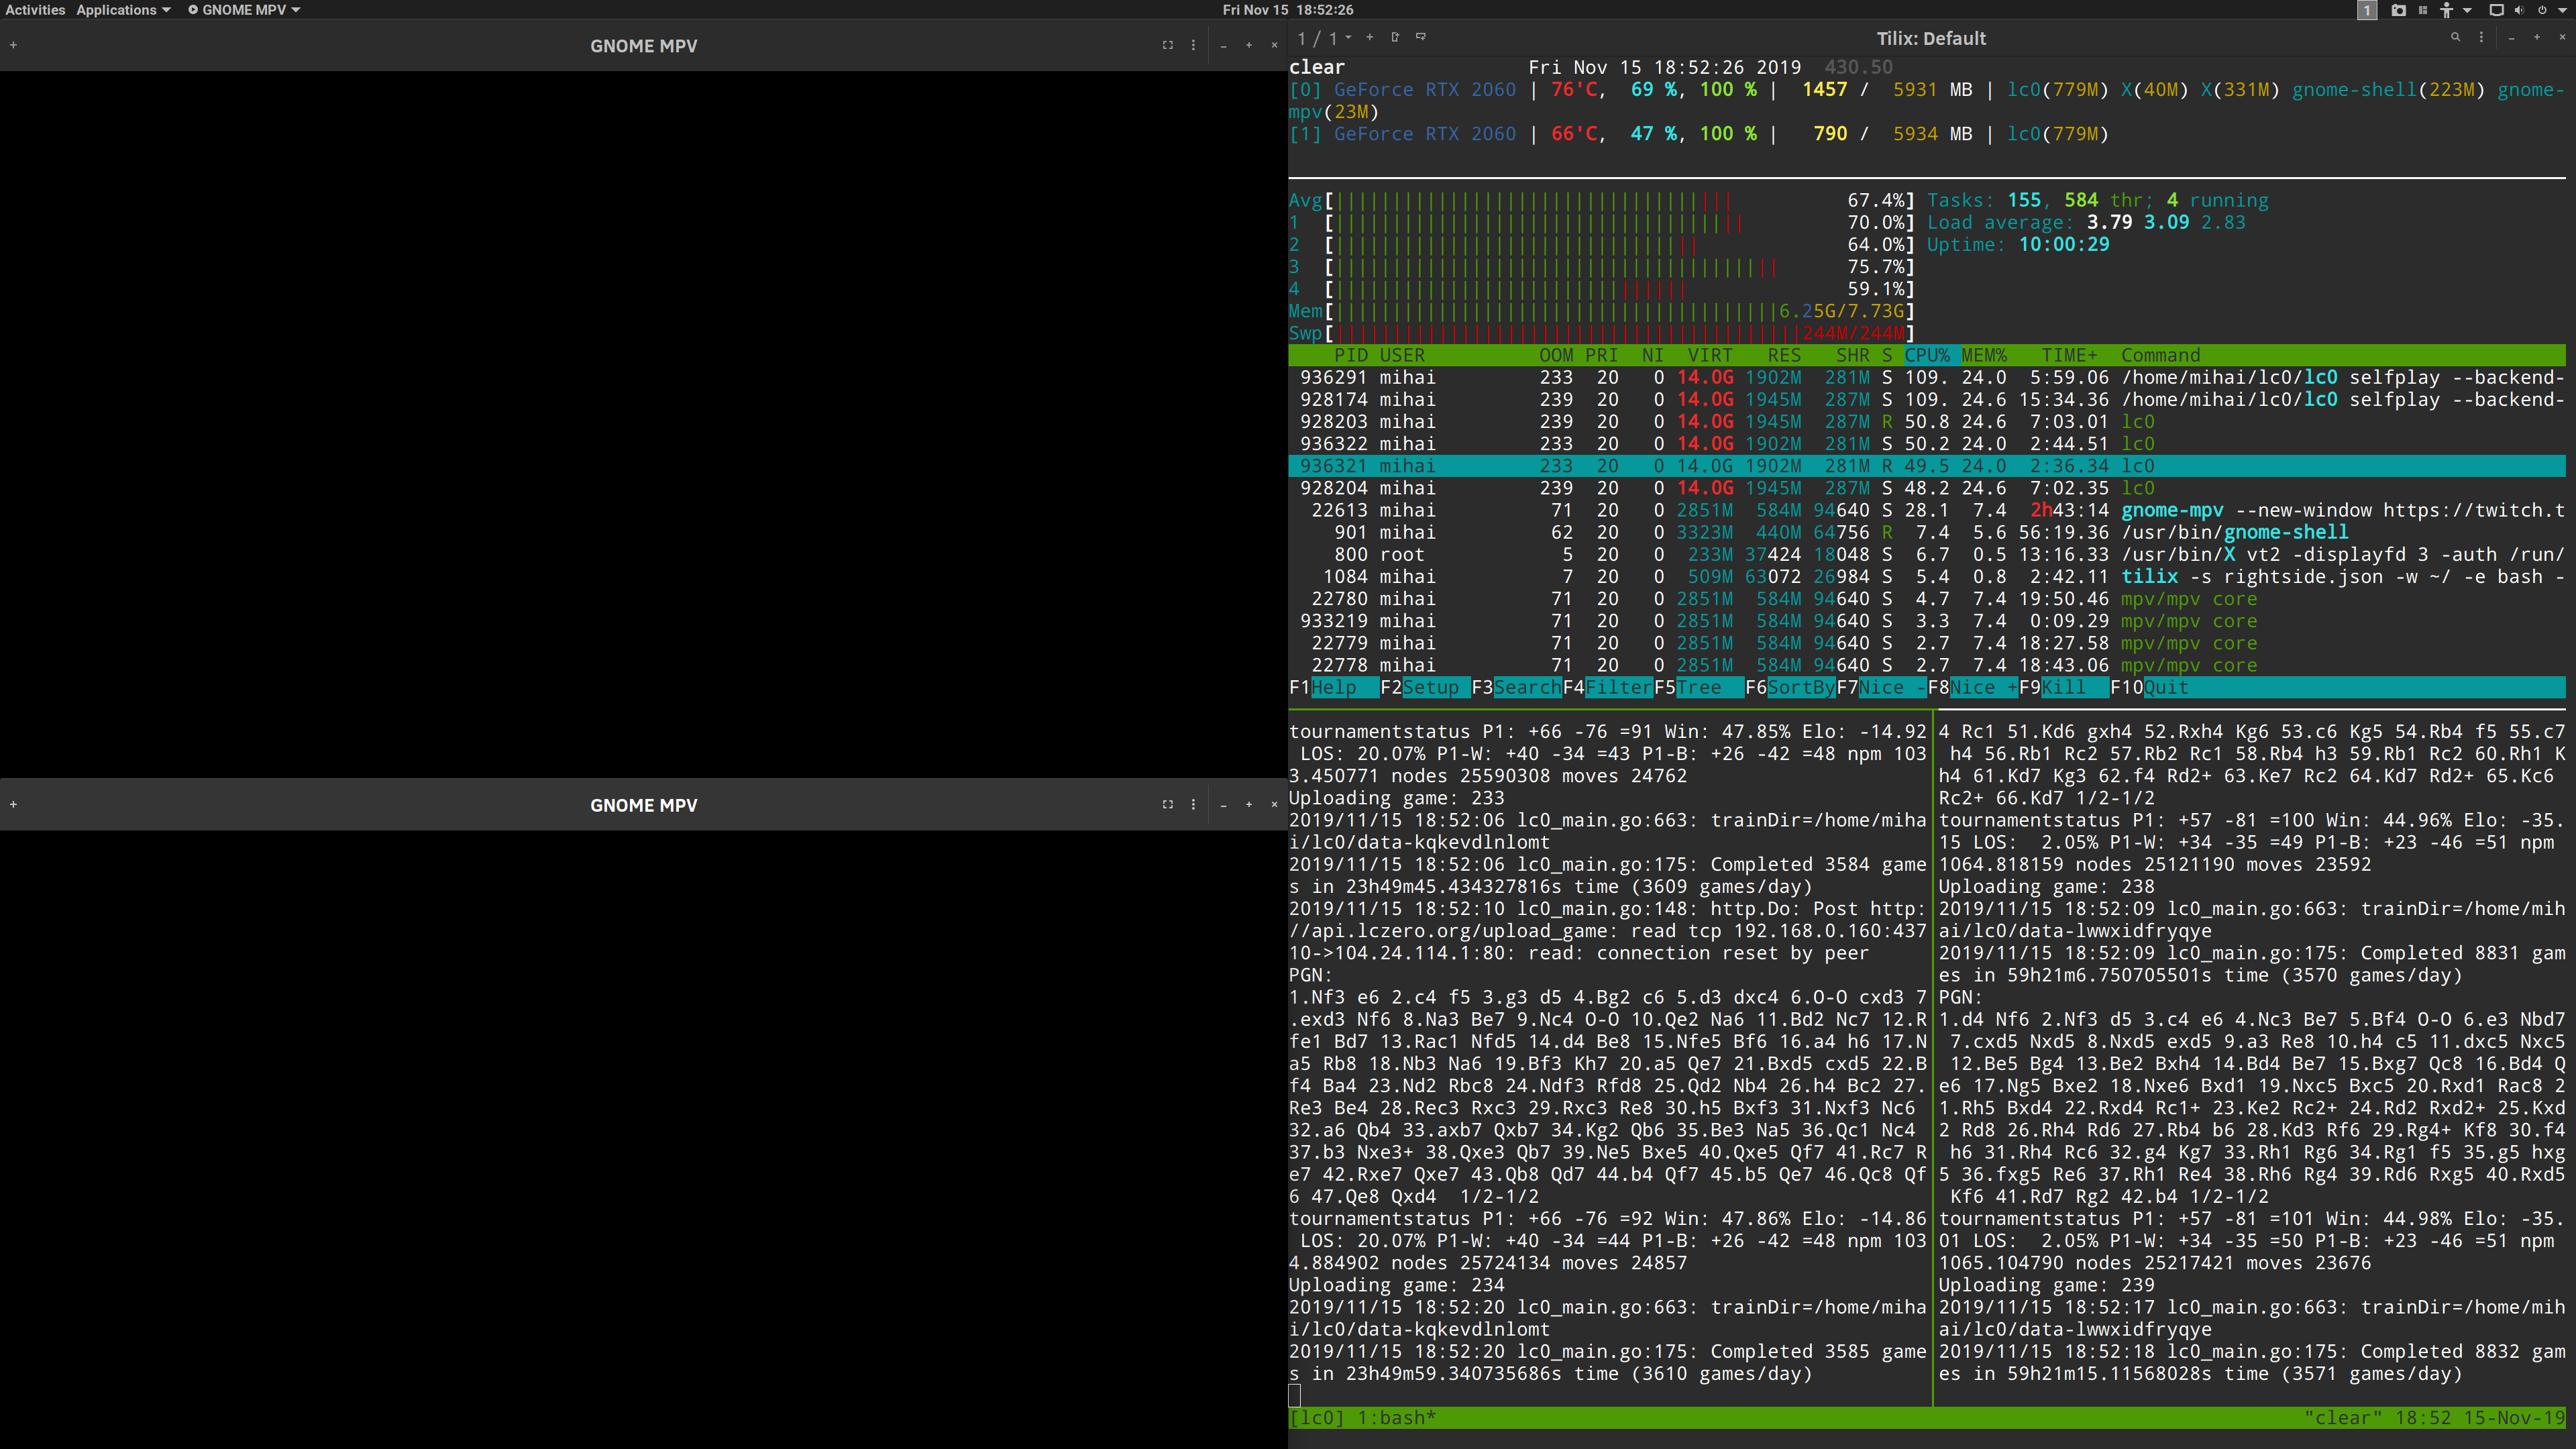 Activities Applications GNOME MPV Fri Nov 15 18:52:26 1
GNOME MPV
GNOME MPV
1 / 1 Tilix: Default
clear Fri Nov 15 18:52:26 2019 430.50
[0] GeForce RTX 2060 | 76'C, 69 %, 100 % | 1457 / 5931 MB | lc0(779M) X(40M) X(331M) gnome-shell(223M) gnome-
mpv(23M)
[1] GeForce RTX 2060 | 66'C, 47 %, 100 % | 790 / 5934 MB | lc0(779M)
Avg[ 67.4%] Tasks: 155, 584 thr; 4 running
1 [ 70.0%] Load average: 3.79 3.09 2.83
2 [ 64.0%] Uptime: 10:00:29
3 [ 75.7%]
4 [ 59.1%]
Mem[ 6.25G/7.73G]
Swp[ 244M/244M]
PID USER OOM PRI NI VIRT RES SHR S CPU% MEM% TIME+ Command
936291 mihai 233 20 0 14.0G 1902M 281M S 109. 24.0 5:59.06 /home/mihai/lc0/lc0 selfplay --backend-
928174 mihai 239 20 0 14.0G 1945M 287M S 109. 24.6 15:34.36 /home/mihai/lc0/lc0 selfplay --backend-
928203 mihai 239 20 0 14.0G 1945M 287M R 50.8 24.6 7:03.01 lc0
936322 mihai 233 20 0 14.0G 1902M 281M S 50.2 24.0 2:44.51 lc0
936321 mihai 233 20 0 14.0G 1902M 281M R 49.5 24.0 2:36.34 lc0
928204 mihai 239 20 0 14.0G 1945M 287M S 48.2 24.6 7:02.35 lc0
22613 mihai 71 20 0 2851M 584M 94640 S 28.1 7.4 2h43:14 gnome-mpv --new-window https://twitch.t
901 mihai 62 20 0 3323M 440M 64756 R 7.4 5.6 56:19.36 /usr/bin/gnome-shell
800 root 5 20 0 233M 37424 18048 S 6.7 0.5 13:16.33 /usr/bin/X vt2 -displayfd 3 -auth /run/
1084 mihai 7 20 0 509M 63072 26984 S 5.4 0.8 2:42.11 tilix -s rightside.json -w ~/ -e bash -
22780 mihai 71 20 0 2851M 584M 94640 S 4.7 7.4 19:50.46 mpv/mpv core
933219 mihai 71 20 0 2851M 584M 94640 S 3.3 7.4 0:09.29 mpv/mpv core
22779 mihai 71 20 0 2851M 584M 94640 S 2.7 7.4 18:27.58 mpv/mpv core
22778 mihai 71 20 0 2851M 584M 94640 S 2.7 7.4 18:43.06 mpv/mpv core
F1Help F2Setup F3SearchF4FilterF5Tree F6SortByF7Nice -F8Nice +F9Kill F10Quit
tournamentstatus P1: +66 -76 =91 Win: 47.85% Elo: -14.92
LOS: 20.07% P1-W: +40 -34 =43 P1-B: +26 -42 =48 npm 103
3.450771 nodes 25590308 moves 24762
Uploading game: 233
2019/11/15 18:52:06 lc0_main.go:663: trainDir=/home/miha
i/lc0/data-kqkevdlnlomt
2019/11/15 18:52:06 lc0_main.go:175: Completed 3584 game
s in 23h49m45.434327816s time (3609 games/day)
2019/11/15 18:52:10 lc0_main.go:148: http.Do: Post http:
//api.lczero.org/upload_game: read tcp 192.168.0.160:437
10->104.24.114.1:80: read: connection reset by peer
PGN:
1.Nf3 e6 2.c4 f5 3.g3 d5 4.Bg2 c6 5.d3 dxc4 6.O-O cxd3 7
.exd3 Nf6 8.Na3 Be7 9.Nc4 O-O 10.Qe2 Na6 11.Bd2 Nc7 12.R
fe1 Bd7 13.Rac1 Nfd5 14.d4 Be8 15.Nfe5 Bf6 16.a4 h6 17.N
a5 Rb8 18.Nb3 Na6 19.Bf3 Kh7 20.a5 Qe7 21.Bxd5 cxd5 22.B
f4 Ba4 23.Nd2 Rbc8 24.Ndf3 Rfd8 25.Qd2 Nb4 26.h4 Bc2 27.
Re3 Be4 28.Rec3 Rxc3 29.Rxc3 Re8 30.h5 Bxf3 31.Nxf3 Nc6
32.a6 Qb4 33.axb7 Qxb7 34.Kg2 Qb6 35.Be3 Na5 36.Qc1 Nc4
37.b3 Nxe3+ 38.Qxe3 Qb7 39.Ne5 Bxe5 40.Qxe5 Qf7 41.Rc7 R
e7 42.Rxe7 Qxe7 43.Qb8 Qd7 44.b4 Qf7 45.b5 Qe7 46.Qc8 Qf
6 47.Qe8 Qxd4 1/2-1/2
tournamentstatus P1: +66 -76 =92 Win: 47.86% Elo: -14.86
LOS: 20.07% P1-W: +40 -34 =44 P1-B: +26 -42 =48 npm 103
4.884902 nodes 25724134 moves 24857
Uploading game: 234
2019/11/15 18:52:20 lc0_main.go:663: trainDir=/home/miha
i/lc0/data-kqkevdlnlomt
2019/11/15 18:52:20 lc0_main.go:175: Completed 3585 game
s in 23h49m59.340735686s time (3610 games/day)
4 Rc1 51.Kd6 gxh4 52.Rxh4 Kg6 53.c6 Kg5 54.Rb4 f5 55.c7
h4 56.Rb1 Rc2 57.Rb2 Rc1 58.Rb4 h3 59.Rb1 Rc2 60.Rh1 K
h4 61.Kd7 Kg3 62.f4 Rd2+ 63.Ke7 Rc2 64.Kd7 Rd2+ 65.Kc6
Rc2+ 66.Kd7 1/2-1/2
tournamentstatus P1: +57 -81 =100 Win: 44.96% Elo: -35.
15 LOS: 2.05% P1-W: +34 -35 =49 P1-B: +23 -46 =51 npm
1064.818159 nodes 25121190 moves 23592
Uploading game: 238
2019/11/15 18:52:09 lc0_main.go:663: trainDir=/home/mih
ai/lc0/data-lwwxidfryqye
2019/11/15 18:52:09 lc0_main.go:175: Completed 8831 gam
es in 59h21m6.750705501s time (3570 games/day)
PGN:
1.d4 Nf6 2.Nf3 d5 3.c4 e6 4.Nc3 Be7 5.Bf4 O-O 6.e3 Nbd7
7.cxd5 Nxd5 8.Nxd5 exd5 9.a3 Re8 10.h4 c5 11.dxc5 Nxc5
12.Be5 Bg4 13.Be2 Bxh4 14.Bd4 Be7 15.Bxg7 Qc8 16.Bd4 Q
e6 17.Ng5 Bxe2 18.Nxe6 Bxd1 19.Nxc5 Bxc5 20.Rxd1 Rac8 2
1.Rh5 Bxd4 22.Rxd4 Rc1+ 23.Ke2 Rc2+ 24.Rd2 Rxd2+ 25.Kxd
2 Rd8 26.Rh4 Rd6 27.Rb4 b6 28.Kd3 Rf6 29.Rg4+ Kf8 30.f4
h6 31.Rh4 Rc6 32.g4 Kg7 33.Rh1 Rg6 34.Rg1 f5 35.g5 hxg
5 36.fxg5 Re6 37.Rh1 Re4 38.Rh6 Rg4 39.Rd6 Rxg5 40.Rxd5
Kf6 41.Rd7 Rg2 42.b4 1/2-1/2
tournamentstatus P1: +57 -81 =101 Win: 44.98% Elo: -35.
01 LOS: 2.05% P1-W: +34 -35 =50 P1-B: +23 -46 =51 npm
1065.104790 nodes 25217421 moves 23676
Uploading game: 239
2019/11/15 18:52:17 lc0_main.go:663: trainDir=/home/mih
ai/lc0/data-lwwxidfryqye
2019/11/15 18:52:18 lc0_main.go:175: Completed 8832 gam
es in 59h21m15.11568028s time (3571 games/day)
[lc0] 1:bash* "clear" 18:52 15-Nov-19